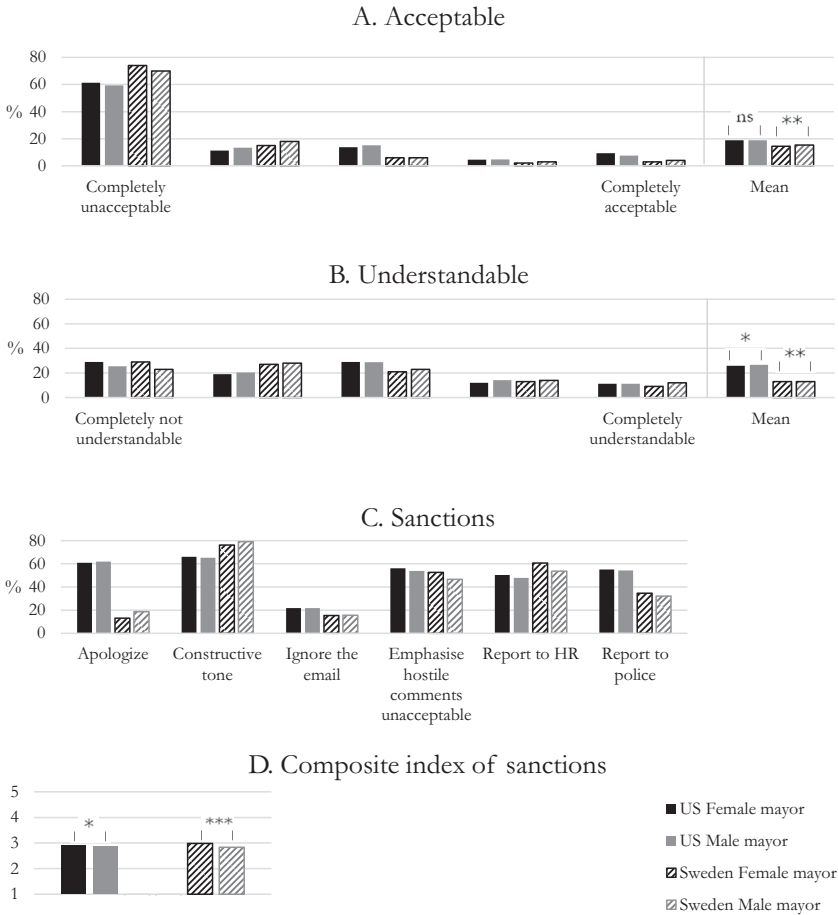 A. Acceptable
80
60
% 40
20
0
ns
**
Completely unacceptable
Completely acceptable
Mean
B. Understandable
80
60
% 40
20
0
*
**
Completely not understandable
Completely understandable
Mean
C. Sanctions
80
60
% 40
20
0
Apologize
Constructive tone
Ignore the email
Emphasise hostile comments unacceptable
Report to HR
Report to police
D. Composite index of sanctions
5
4
3
2
1
*
***
US Female mayor
US Male mayor
Sweden Female mayor
Sweden Male mayor